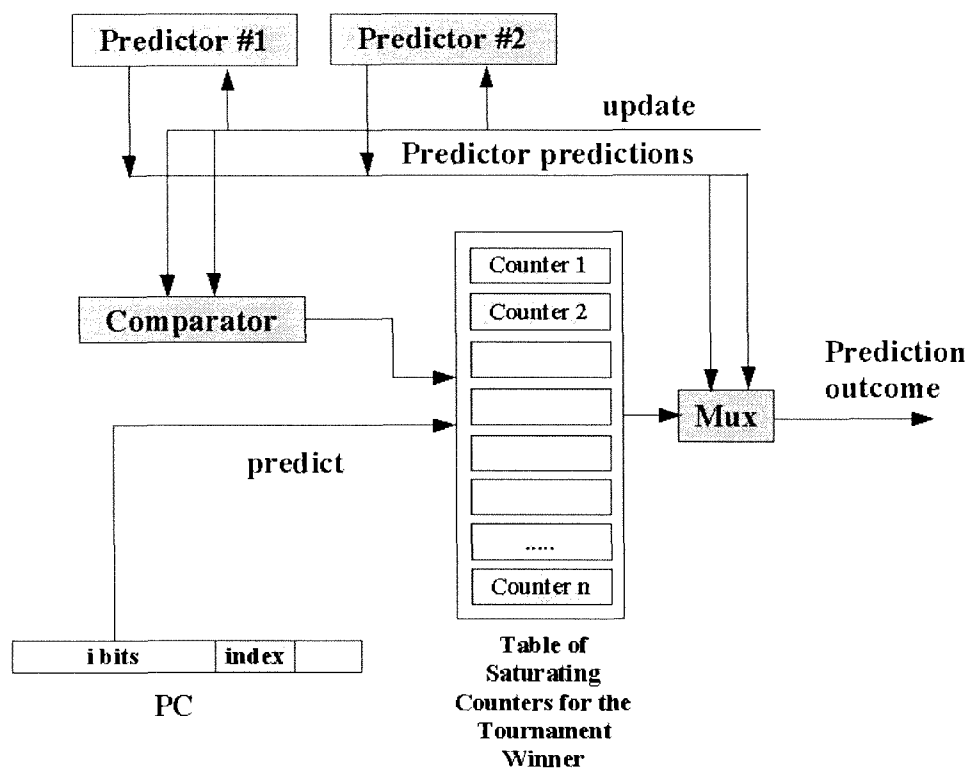 Predictor #1
Predictor #2
update
Predictor predictions
Counter 1
Comparator
Counter 2
Prediction
outcome
Mux
predict
.....
Counter n
i bits
index
PC
Table of
Saturating
Counters for the
Tournament
Winner